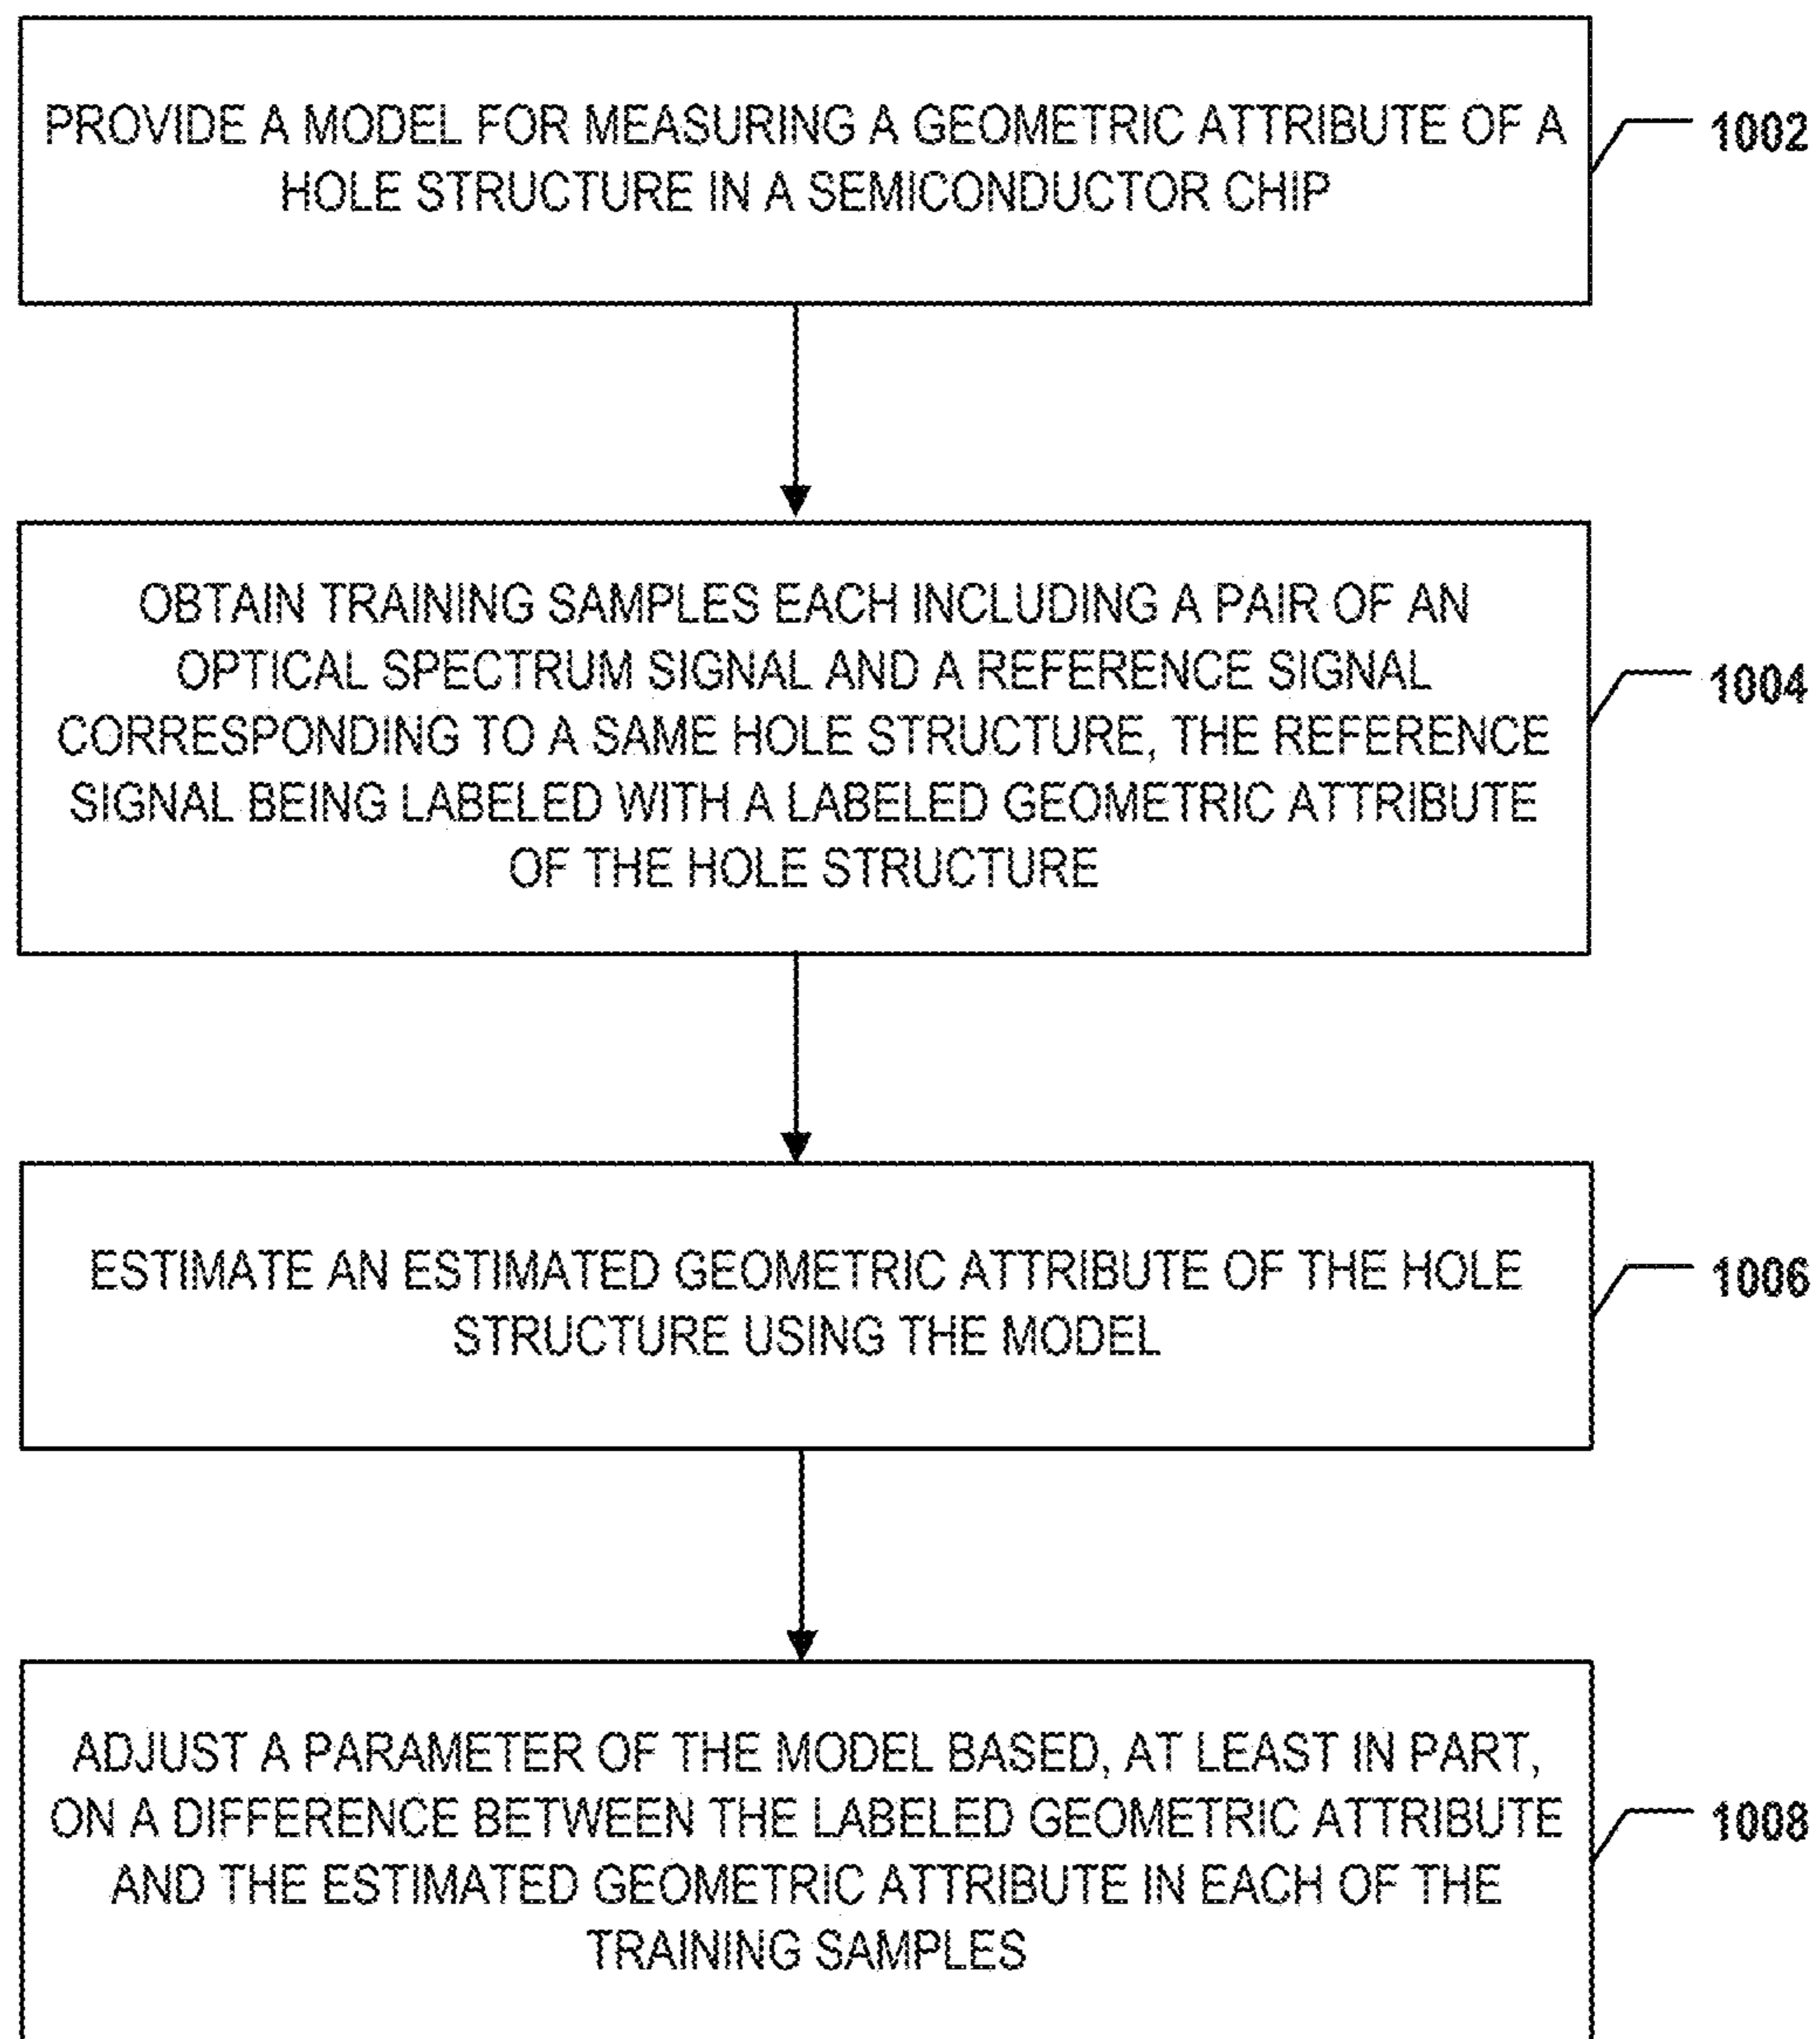 PROVIDE A MODEL FOR MEASURING A GEOMETRIC ATTRIBUTE OF A
HOLE STRUCTURE IN A SEMICONDUCTOR CHIP
1002
OBTAIN TRAINING SAMPLES EACH INCLUDING A PAIR OF AN
OPTICAL SPECTRUM SIGNAL AND A REFERENCE SIGNAL
CORRESPONDING TO A SAME HOLE STRUCTURE, THE REFERENCE
SIGNAL BEING LABELED WITH A LABELED GEOMETRIC ATTRIBUTE
OF THE HOLE STRUCTURE
1004
ESTIMATE AN ESTIMATED GEOMETRIC ATTRIBUTE OF THE HOLE
STRUCTURE USING THE MODEL
1006
ADJUST A PARAMETER OF THE MODEL BASED, AT LEAST IN PART,
ON A DIFFERENCE BETWEEN THE LABELED GEOMETRIC ATTRIBUTE
AND THE ESTIMATED GEOMETRIC ATTRIBUTE IN EACH OF THE
TRAINING SAMPLES
1008